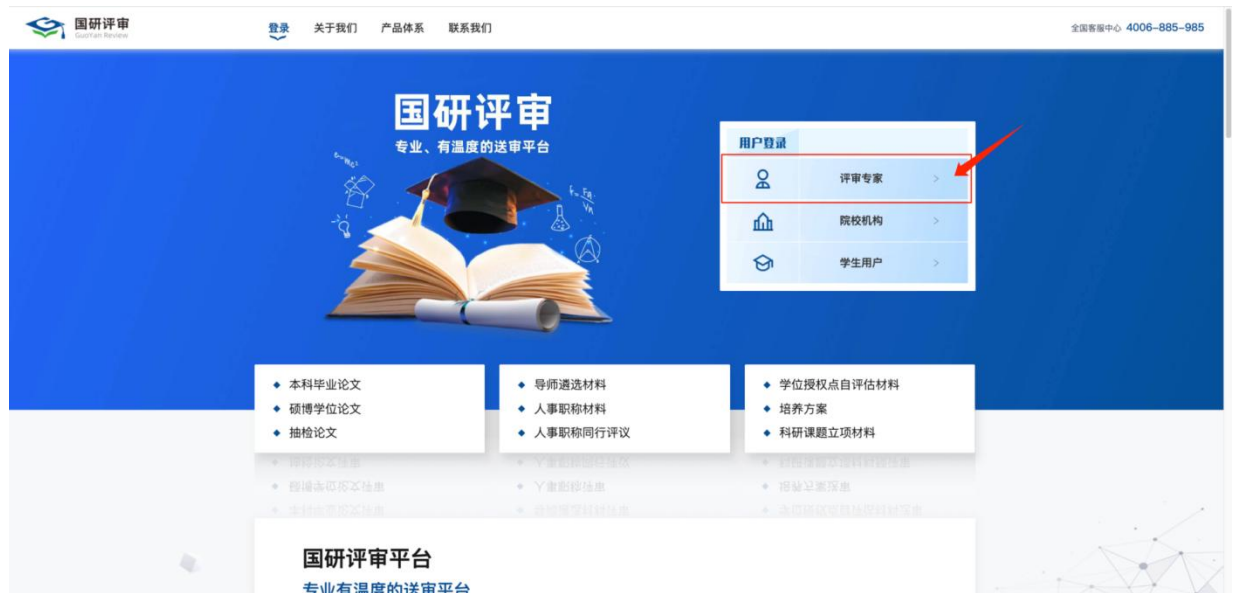 国研评审
GuoYan Review
登录 关于我们 产品体系 联系我们
全国客服中心 4006-885-985
国研评审
专业、有温度的送审平台
用户登录
评审专家
院校机构
学生用户
本科毕业论文
硕博学位论文
抽检论文
导师遴选材料
人事职称材料
人事职称同行评议
学位授权点自评估材料
培养方案
科研课题立项材料
国研评审平台
专业有温度的送审平台